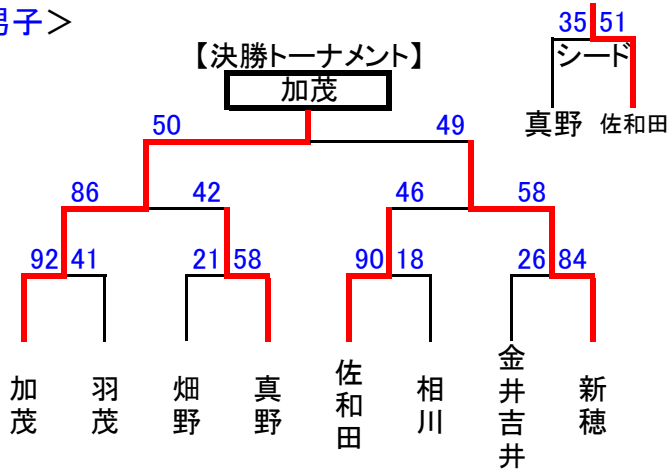 男子＞
35 51
シード
真野 佐和田
【決勝トーナメント】
加茂
50 49
86 42 46 58
92 41 21 58 90 18 26 84
加茂
羽茂
畑野
真野
佐和田
相川
金井吉井
新穂